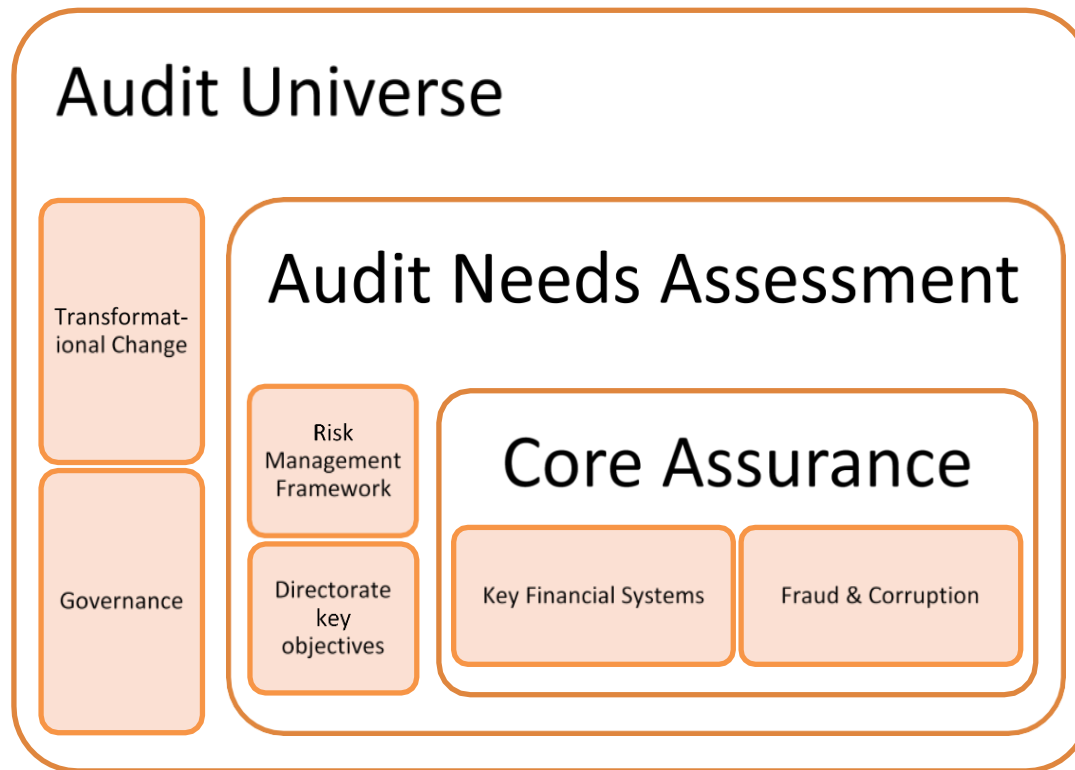 Audit Universe
Transformat-
ional Change
Governance
Audit Needs Assessment
Risk
Management
Framework
Directorate
key
objectives
Core Assurance
Key Financial Systems
Fraud & Corruption